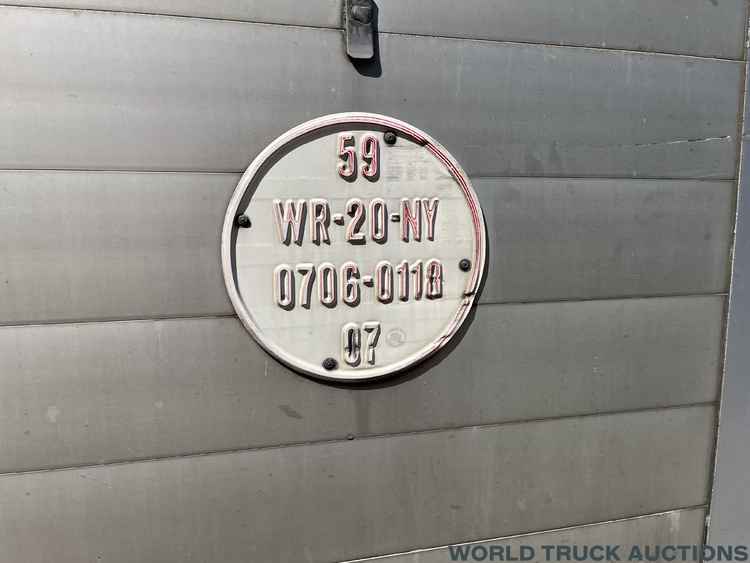 59
WR-20-NY
0706-0118
07
WORLD TRUCK AUCTIONS